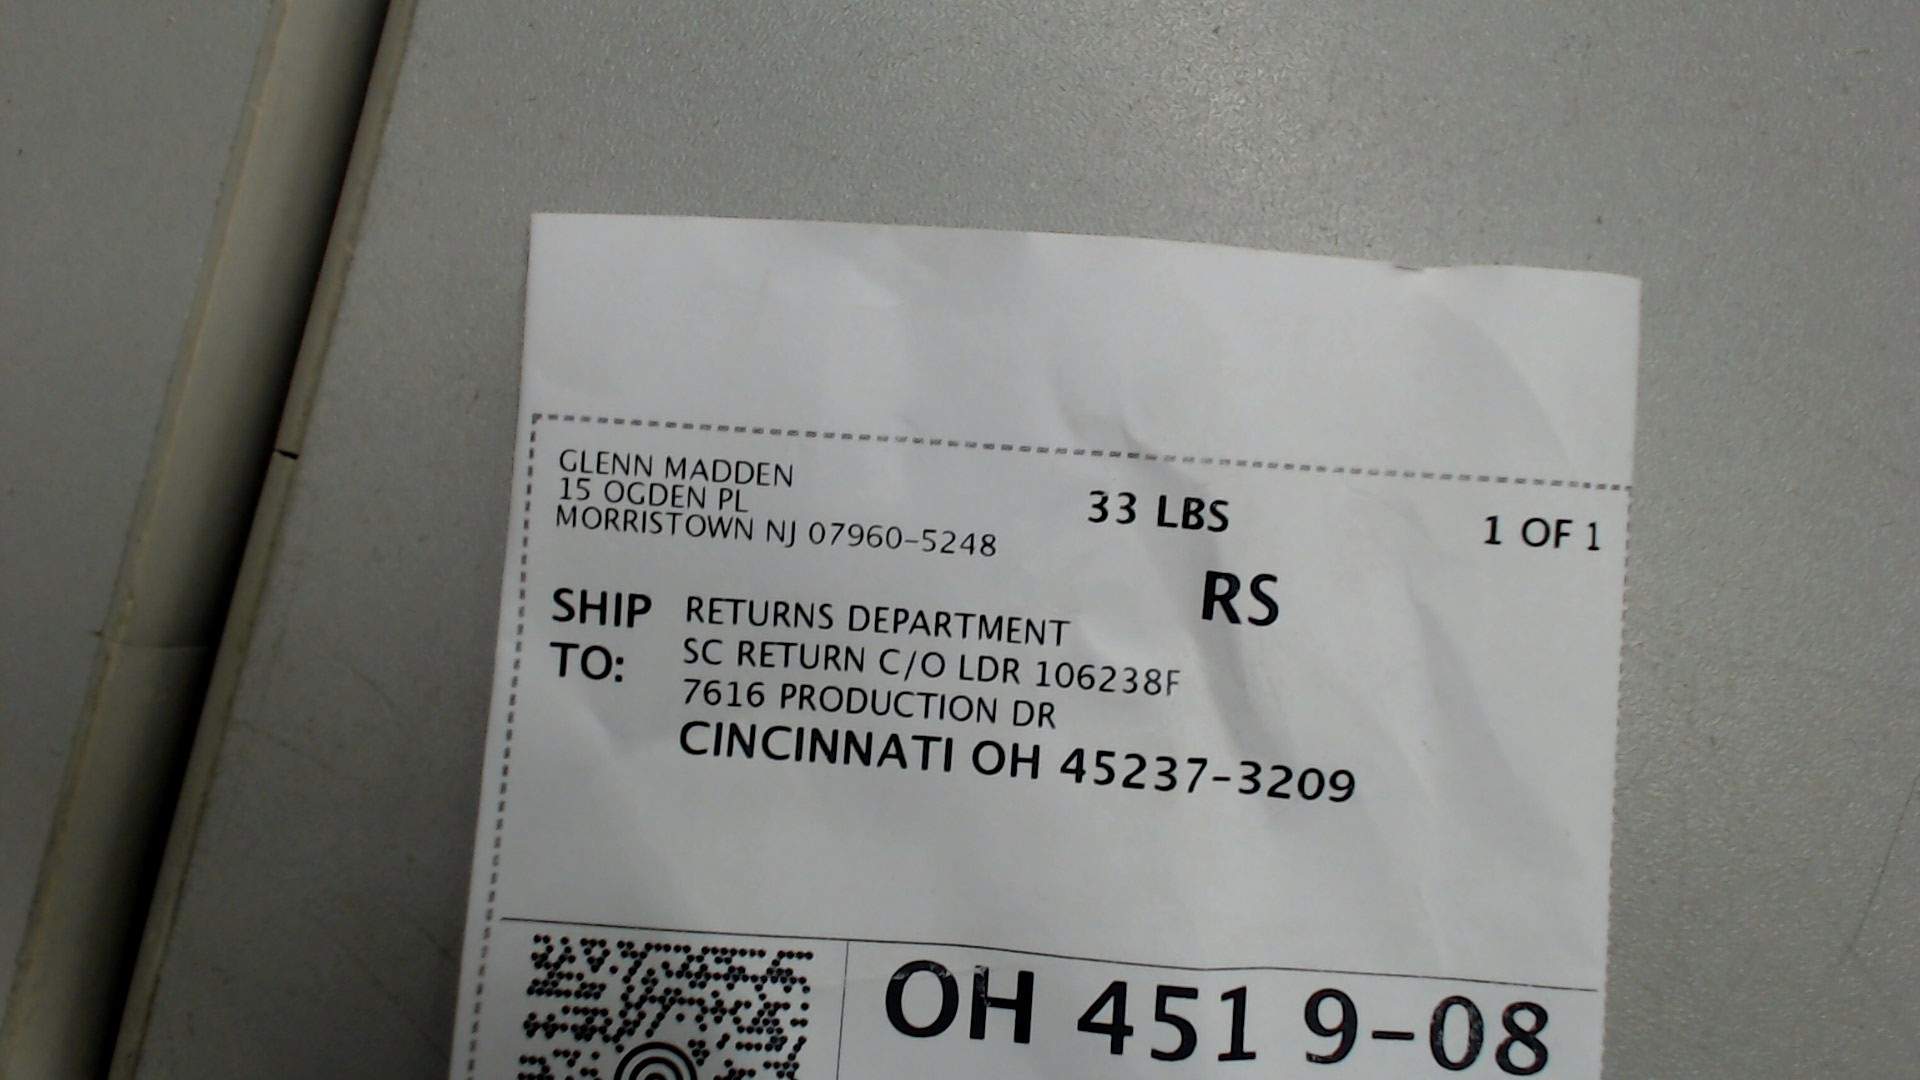 GLENN MADDEN
15 OGDEN PL
MORRISTOWN NJ 07960-5248
33 LBS
1 OF 1
RS
SHIP TO:
RETURNS DEPARTMENT
SC RETURN C/O LDR 106238F
7616 PRODUCTION DR
CINCINNATI OH 45237-3209
OH 451 9-08